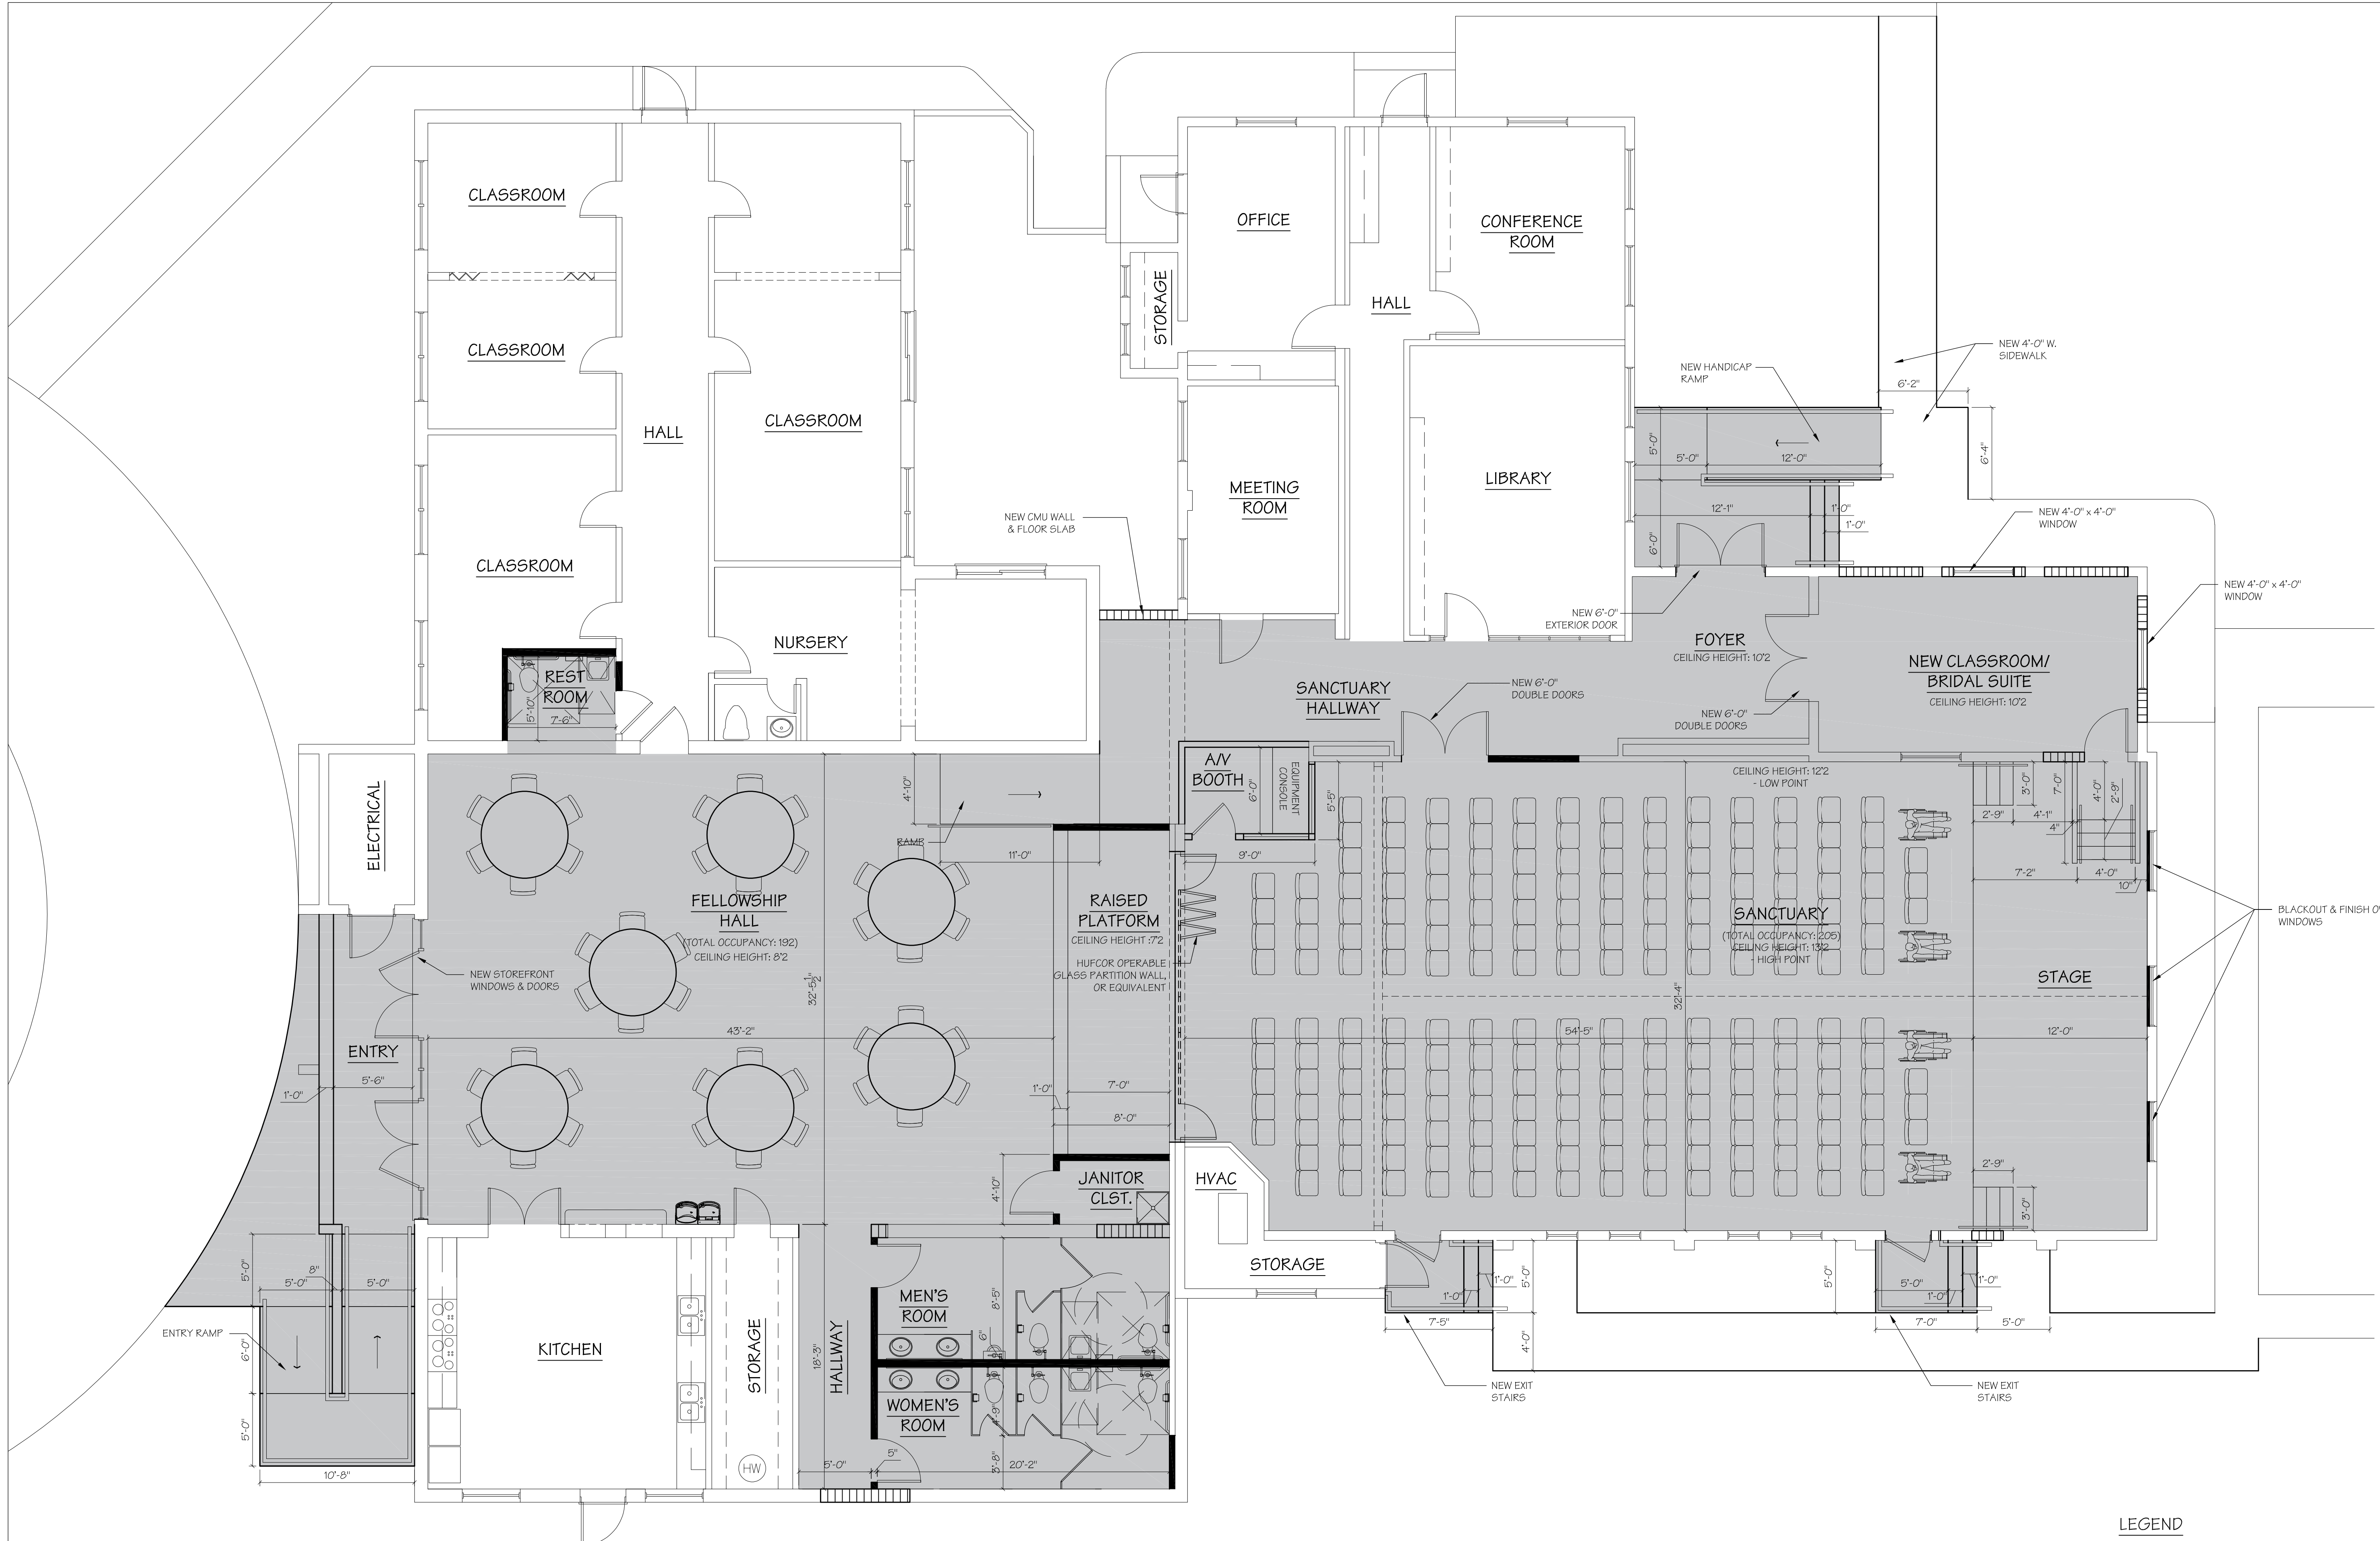 CLASSROOM
CLASSROOM
HALL
CLASSROOM
CLASSROOM
NURSERY
REST
ROOM
5'-10"
7'-6"
OFFICE
STORAGE
HALL
CONFERENCE
ROOM
MEETING
ROOM
LIBRARY
NEW CMU WALL
& FLOOR SLAB
NEW HANDICAP
RAMP
NEW 4'-0" W.
SIDEWALK
6'-2"
6'-4"
5'-0"
5'-0"
12'-0"
12'-1"
1'-0"
1'-0"
6'-0"
NEW 4'-0" x 4'-0"
WINDOW
NEW 4'-0" x 4'-0"
WINDOW
NEW 6'-0"
EXTERIOR DOOR
FOYER
CEILING HEIGHT: 10'2
NEW CLASSROOM/
BRIDAL SUITE
CEILING HEIGHT: 10'2
SANCTUARY
HALLWAY
NEW 6'-0"
DOUBLE DOORS
NEW 6'-0"
DOUBLE DOORS
ELECTRICAL
4'-10"
RAMP
11'-0"
A/V
BOOTH
6'-0"
EQUIPMENT
CONSOLE
5'-5"
9'-0"
CEILING HEIGHT: 12'2
- LOW POINT
3'-0"
7'-0"
4'-0"
2'-9"
2'-9"
4'-1"
4"
7'-2"
4'-0"
10"
FELLOWSHIP
HALL
(TOTAL OCCUPANCY: 192)
CEILING HEIGHT: 8'2
RAISED
PLATFORM
CEILING HEIGHT :7'2
HUFCOR OPERABLE
GLASS PARTITION WALL,
OR EQUIVALENT
SANCTUARY
(TOTAL OCCUPANCY: 205)
CEILING HEIGHT: 13'2
- HIGH POINT
STAGE
BLACKOUT & FINISH
WINDOWS
NEW STOREFRONT
WINDOWS & DOORS
32'-5½"
43'-2"
32'-4"
54'-5"
12'-0"
ENTRY
5'-6"
1'-0"
1'-0"
7'-0"
8'-0"
JANITOR
CLST.
4'-10"
HVAC
STORAGE
2'-9"
3'-0"
5'-0"
8"
5'-0"
5'-0"
ENTRY RAMP
6'-0"
5'-0"
10'-8"
KITCHEN
STORAGE
HW
18'-3"
HALLWAY
MEN'S
ROOM
8'-5"
6"
WOMEN'S
ROOM
3'-8"
5'-0"
5"
20'-2"
1'-0"
1'-0"
5'-0"
7'-5"
4'-0"
5'-0"
5'-0"
1'-0"
1'-0"
7'-0"
5'-0"
NEW EXIT
STAIRS
NEW EXIT
STAIRS
LEGEND